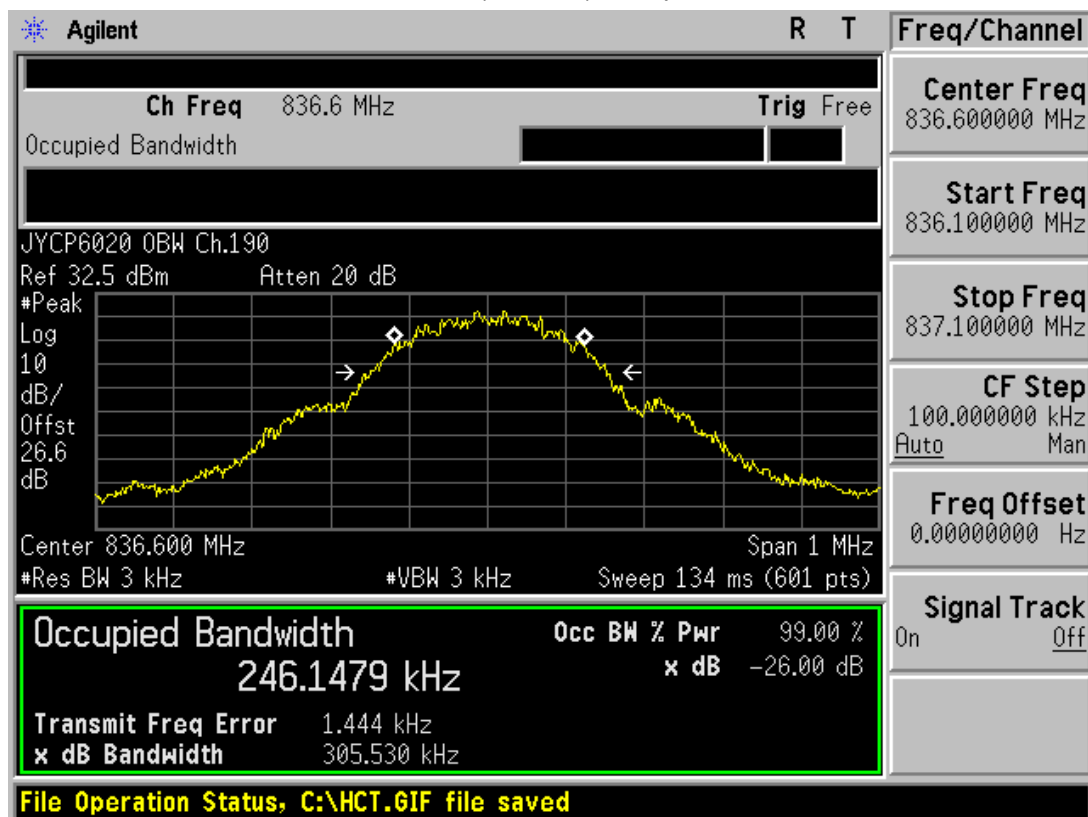 Agilent R T Freq/Channel
Ch Freq 836.6 MHz Trig Free
Occupied Bandwidth
Center Freq
836.600000 MHz
Start Freq
836.100000 MHz
Stop Freq
837.100000 MHz
CF Step
100.000000 kHz
Auto Man
Freq Offset
0.00000000 Hz
Signal Track
On Off
JYCP6020 OBW Ch.190
Ref 32.5 dBm Atten 20 dB
#Peak
Log
10
dB/
Offst
26.6
dB
Center 836.600 MHz Span 1 MHz
#Res BW 3 kHz #VBW 3 kHz Sweep 134 ms (601 pts)
Occupied Bandwidth Occ BW % Pwr 99.00 %
246.1479 kHz x dB -26.00 dB
Transmit Freq Error 1.444 kHz
x dB Bandwidth 305.530 kHz
File Operation Status, C:\HCT.GIF file saved